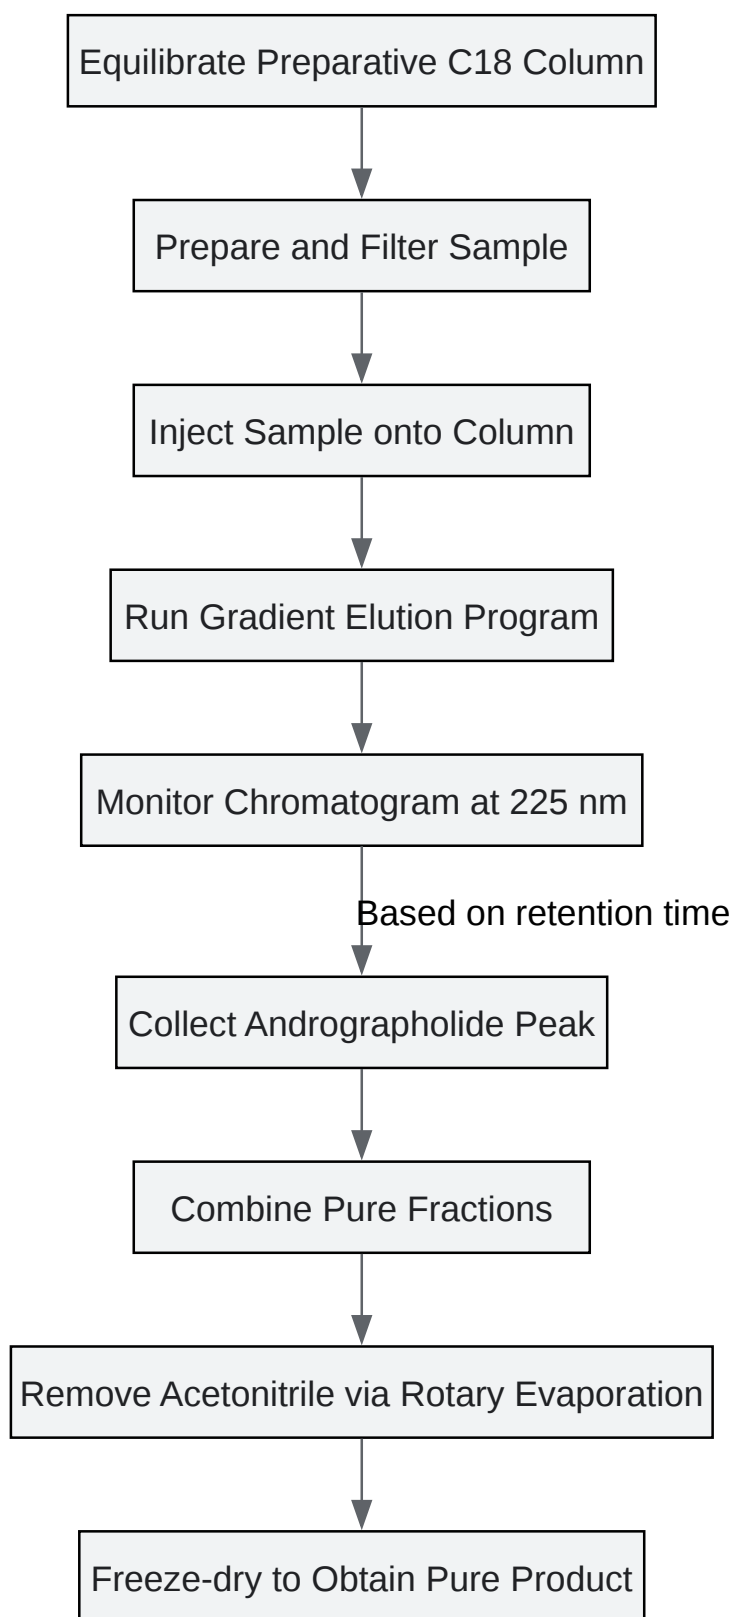 Equilibrate Preparative C18 Column
Prepare and Filter Sample
Inject Sample onto Column
Run Gradient Elution Program
Monitor Chromatogram at 225 nm
Based on retention time
Collect Andrographolide Peak
Combine Pure Fractions
Remove Acetonitrile via Rotary Evaporation
Freeze-dry to Obtain Pure Product